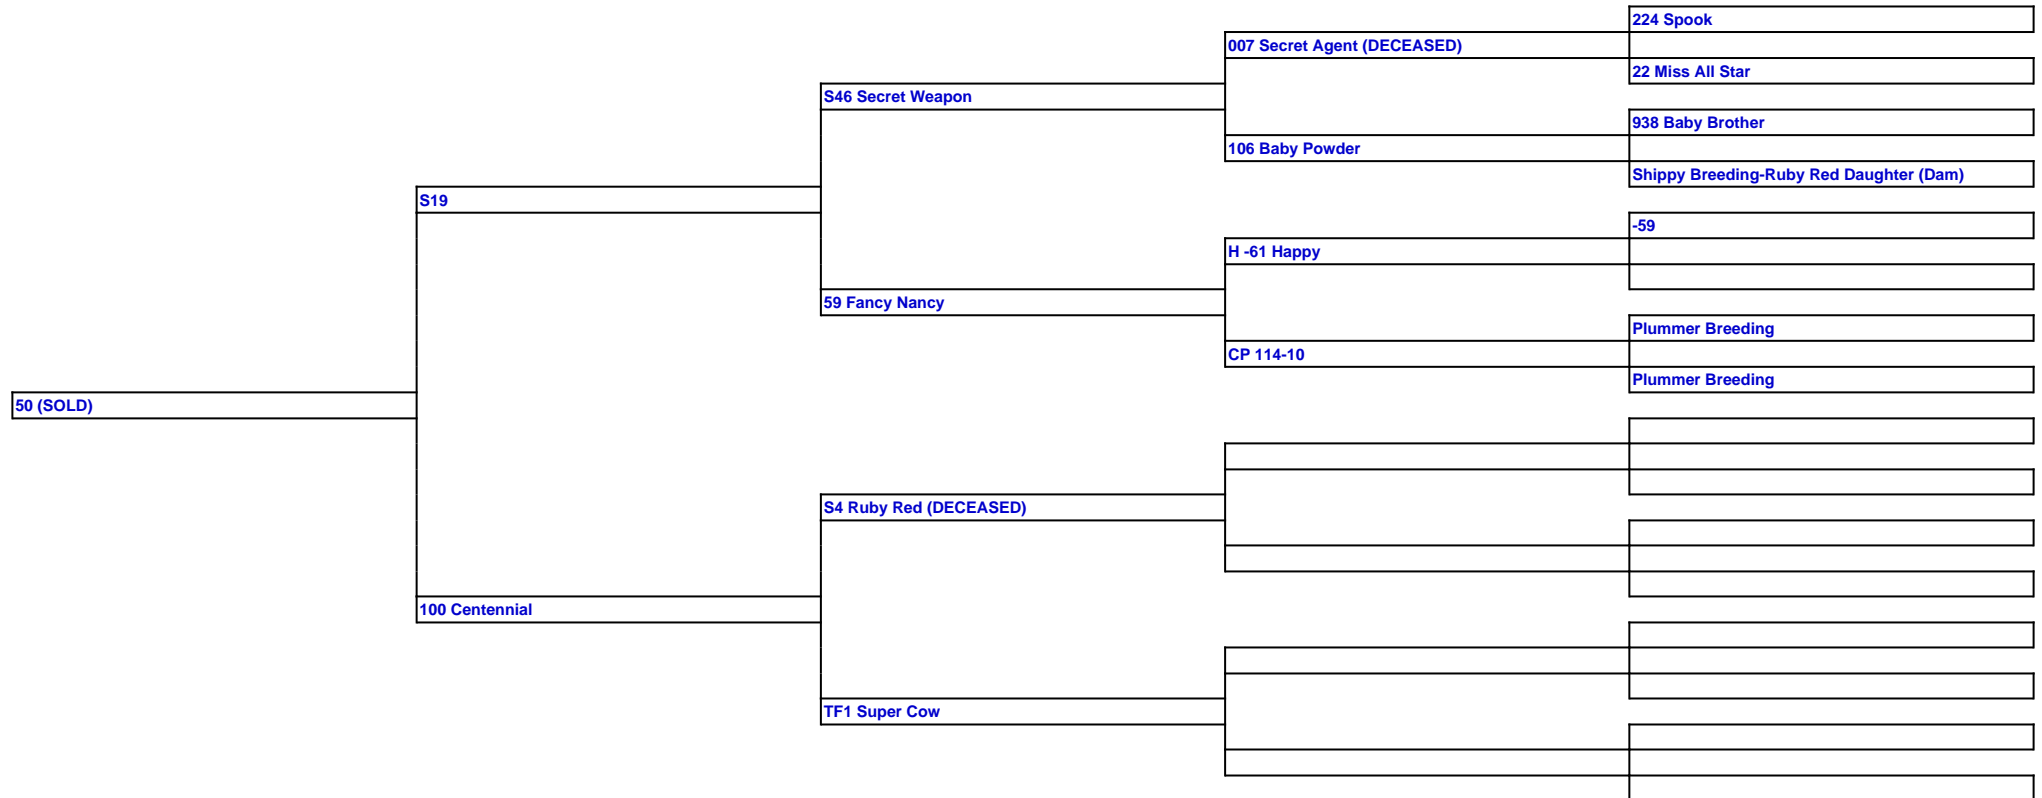 224 Spook
007 Secret Agent (DECEASED)
22 Miss All Star
S46 Secret Weapon
938 Baby Brother
106 Baby Powder
Shippy Breeding-Ruby Red Daughter (Dam)
S19
-59
H -61 Happy
59 Fancy Nancy
Plummer Breeding
CP 114-10
Plummer Breeding
50 (SOLD)
S4 Ruby Red (DECEASED)
100 Centennial
TF1 Super Cow